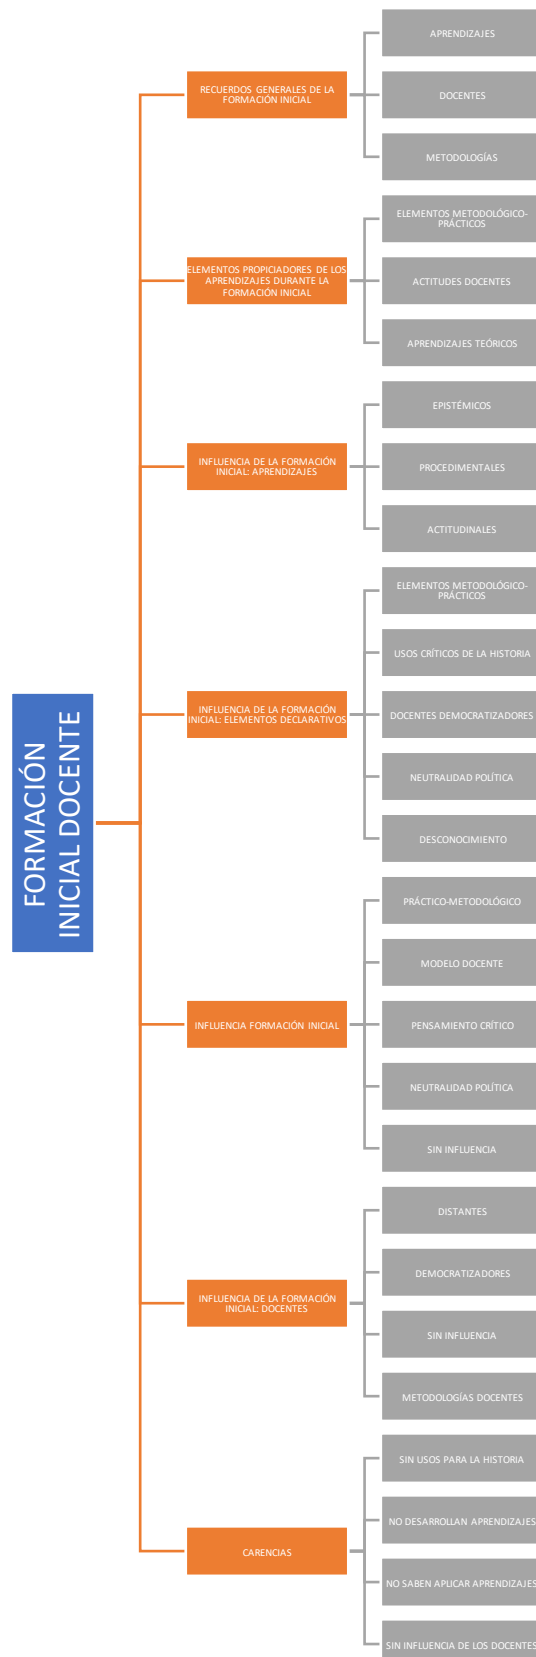 FORMACIÓN
INICIAL DOCENTE
RECUERDOS GENERALES DE LA
FORMACIÓN INICIAL
APRENDIZAJES
DOCENTES
METODOLOGÍAS
ELEMENTOS PROPICIADORES DE LOS
APRENDIZAJES DURANTE LA
FORMACIÓN INICIAL
ELEMENTOS METODOLÓGICO-
PRÁCTICOS
ACTITUDES DOCENTES
APRENDIZAJES TEÓRICOS
INFLUENCIA DE LA FORMACIÓN
INICIAL: APRENDIZAJES
EPISTÉMICOS
PROCEDIMENTALES
ACTITUDINALES
INFLUENCIA DE LA FORMACIÓN
INICIAL: ELEMENTOS DECLARATIVOS
ELEMENTOS METODOLÓGICO-
PRÁCTICOS
USOS CRÍTICOS DE LA HISTORIA
DOCENTES DEMOCRATIZADORES
NEUTRALIDAD POLÍTICA
DESCONOCIMIENTO
INFLUENCIA FORMACIÓN INICIAL
PRÁCTICO-METODOLÓGICO
MODELO DOCENTE
PENSAMIENTO CRÍTICO
NEUTRALIDAD POLÍTICA
SIN INFLUENCIA
INFLUENCIA DE LA FORMACIÓN
INICIAL: DOCENTES
DISTANTES
DEMOCRATIZADORES
SIN INFLUENCIA
METODOLOGÍAS DOCENTES
CARENCIAS
SIN USOS PARA LA HISTORIA
NO DESARROLLAN APRENDIZAJES
NO SABEN APLICAR APRENDIZAJES
SIN INFLUENCIA DE LOS DOCENTES